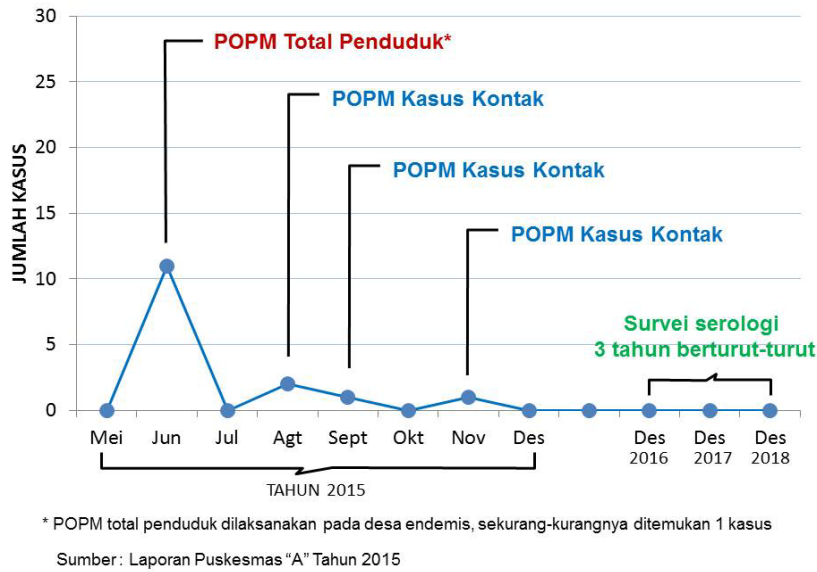 30
POPM Total Penduduk*
25
POPM Kasus Kontak
20
POPM Kasus Kontak
15
POPM Kasus Kontak
JUMLAH KASUS
10
Survei serologi
3 tahun berturut-turut
5
0
Mei Jun Jul Agt Sept Okt Nov Des Des Des Des
2016 2017 2018
TAHUN 2015
* POPM total penduduk dilaksanakan pada desa endemis, sekurang-kurangnya ditemukan 1 kasus
Sumber : Laporan Puskesmas “A” Tahun 2015